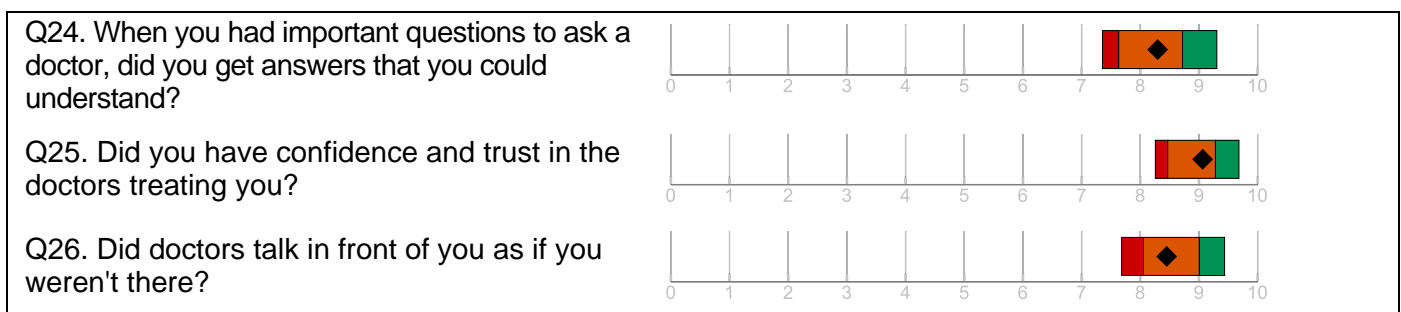 Q24. When you had important questions to ask a
doctor, did you get answers that you could
understand?
0 1 2 3 4 5 6 7 8 9 10
Q25. Did you have confidence and trust in the
doctors treating you?
0 1 2 3 4 5 6 7 8 9 10
Q26. Did doctors talk in front of you as if you
weren't there?
0 1 2 3 4 5 6 7 8 9 10